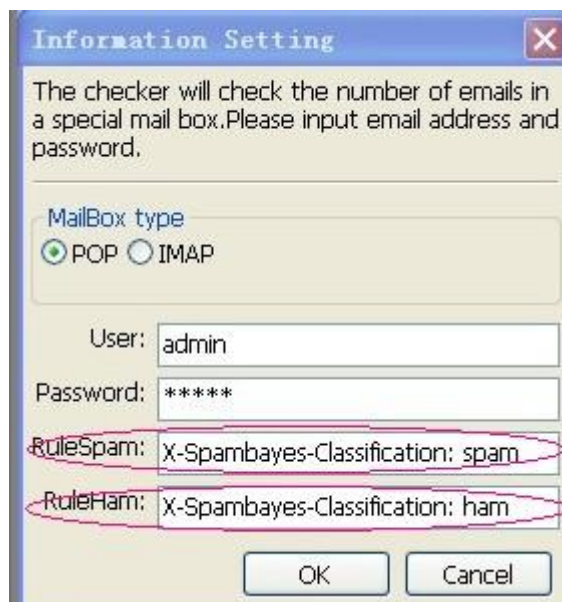 Information Setting
The checker will check the number of emails in
a special mail box.Please input email address and
password.
MailBox type
POP IMAP
User: admin
Password: *****
RuleSpam: X-Spambayes-Classification: spam
RuleHam: X-Spambayes-Classification: ham
OK Cancel